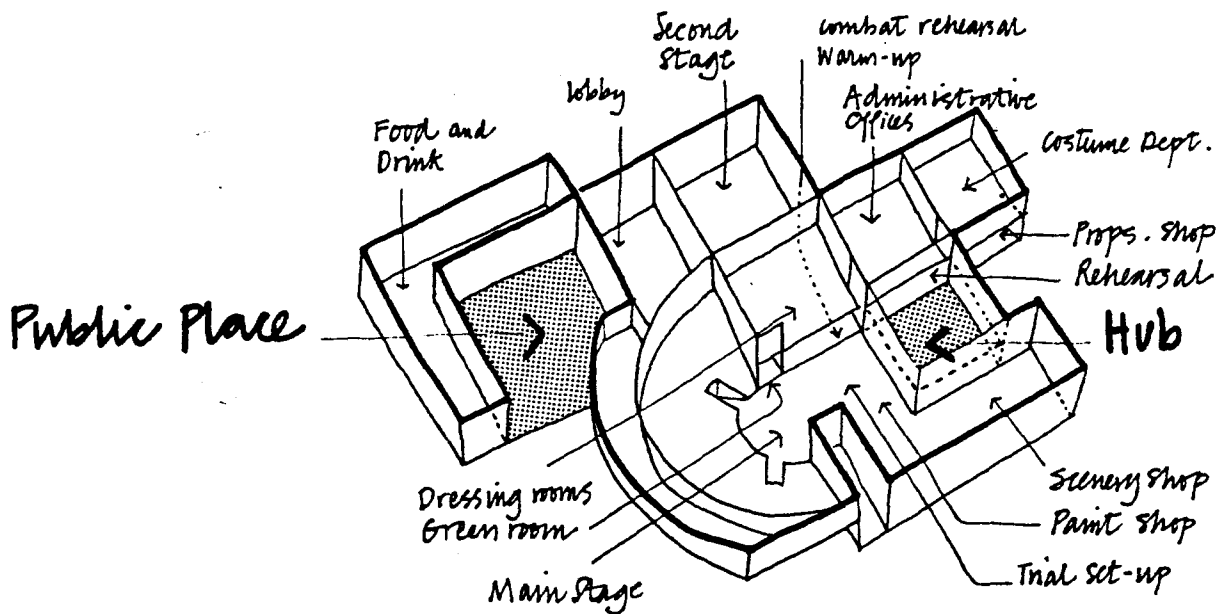 Second
Stage
combat rehearsal
Warm-up
lobby
Administrative
Offices
Food and
Drink
Costume Dept.
Props. Shop
Rehearsal
Public Place
Hub
Dressing rooms
Green room
Scenery Shop
Paint Shop
Main Stage
Trial Set-up